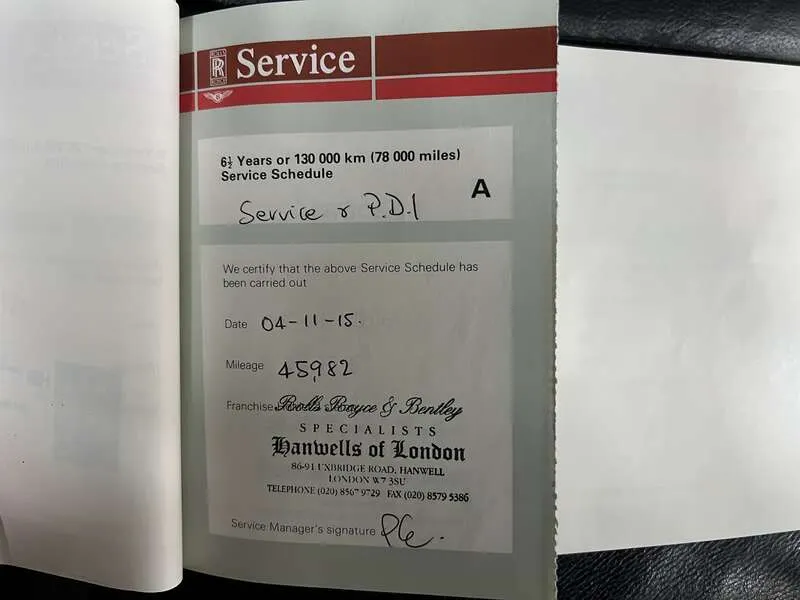 RR
Service
6½ Years or 130 000 km (78 000 miles)
Service Schedule
A
Service & P.D.I
We certify that the above Service Schedule has
been carried out
Date 04-11-15.
Mileage 45,982
Franchise Rolls Royce & Bentley
SPECIALISTS
Hanwells of London
86-91 UXBRIDGE ROAD, HANWELL
LONDON W7 3SU
TELEPHONE (020) 8567 9729 FAX (020) 8579 5386
Service Manager's signature